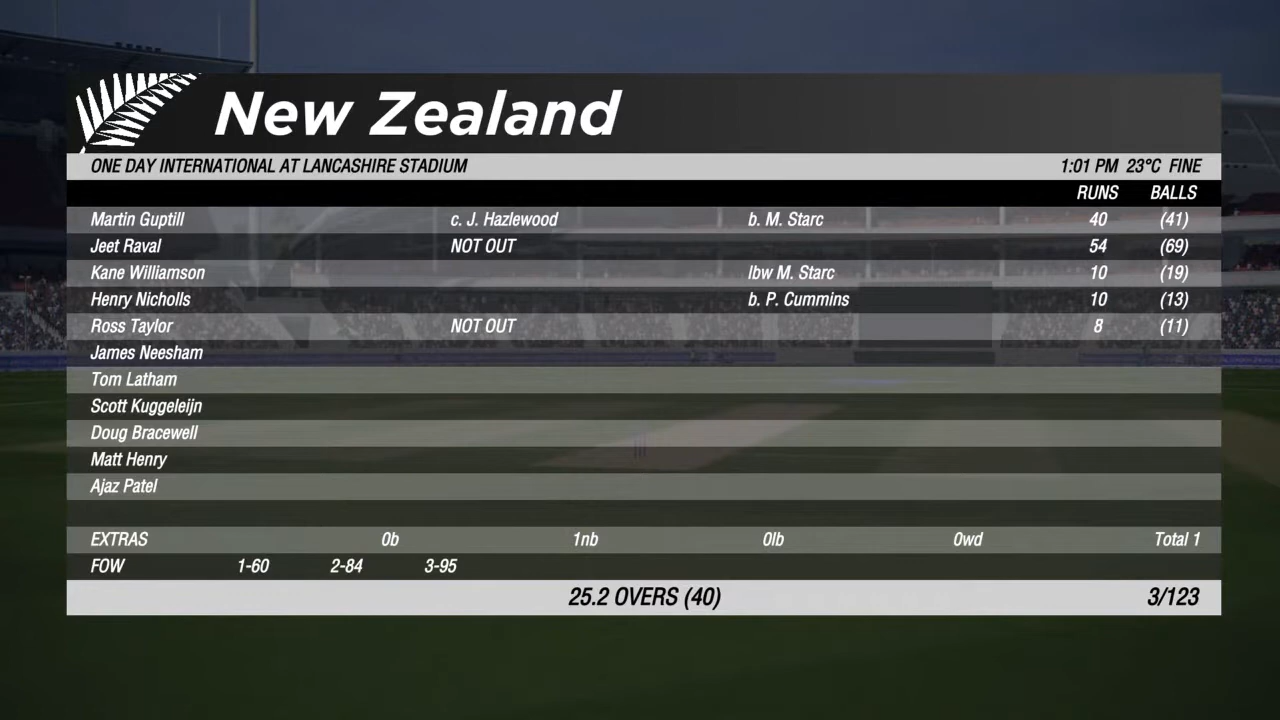 New Zealand
ONE DAY INTERNATIONAL AT LANCASHIRE STADIUM 1:01 PM 23°C FINE
RUNS BALLS
Martin Guptill c. J. Hazlewood b. M. Starc 40 (41)
Jeet Raval NOT OUT 54 (69)
Kane Williamson lbw M. Starc 10 (19)
Henry Nicholls b. P. Cummins 10 (13)
Ross Taylor NOT OUT 8 (11)
James Neesham
Tom Latham
Scott Kuggeleijn
Doug Bracewell
Matt Henry
Ajaz Patel
EXTRAS 0b 1nb 0lb 0wd Total 1
FOW 1-60 2-84 3-95
25.2 OVERS (40) 3/123